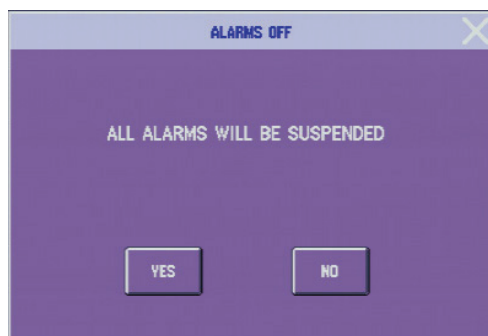 ALARMS OFF
ALL ALARMS WILL BE SUSPENDED
YES
NO